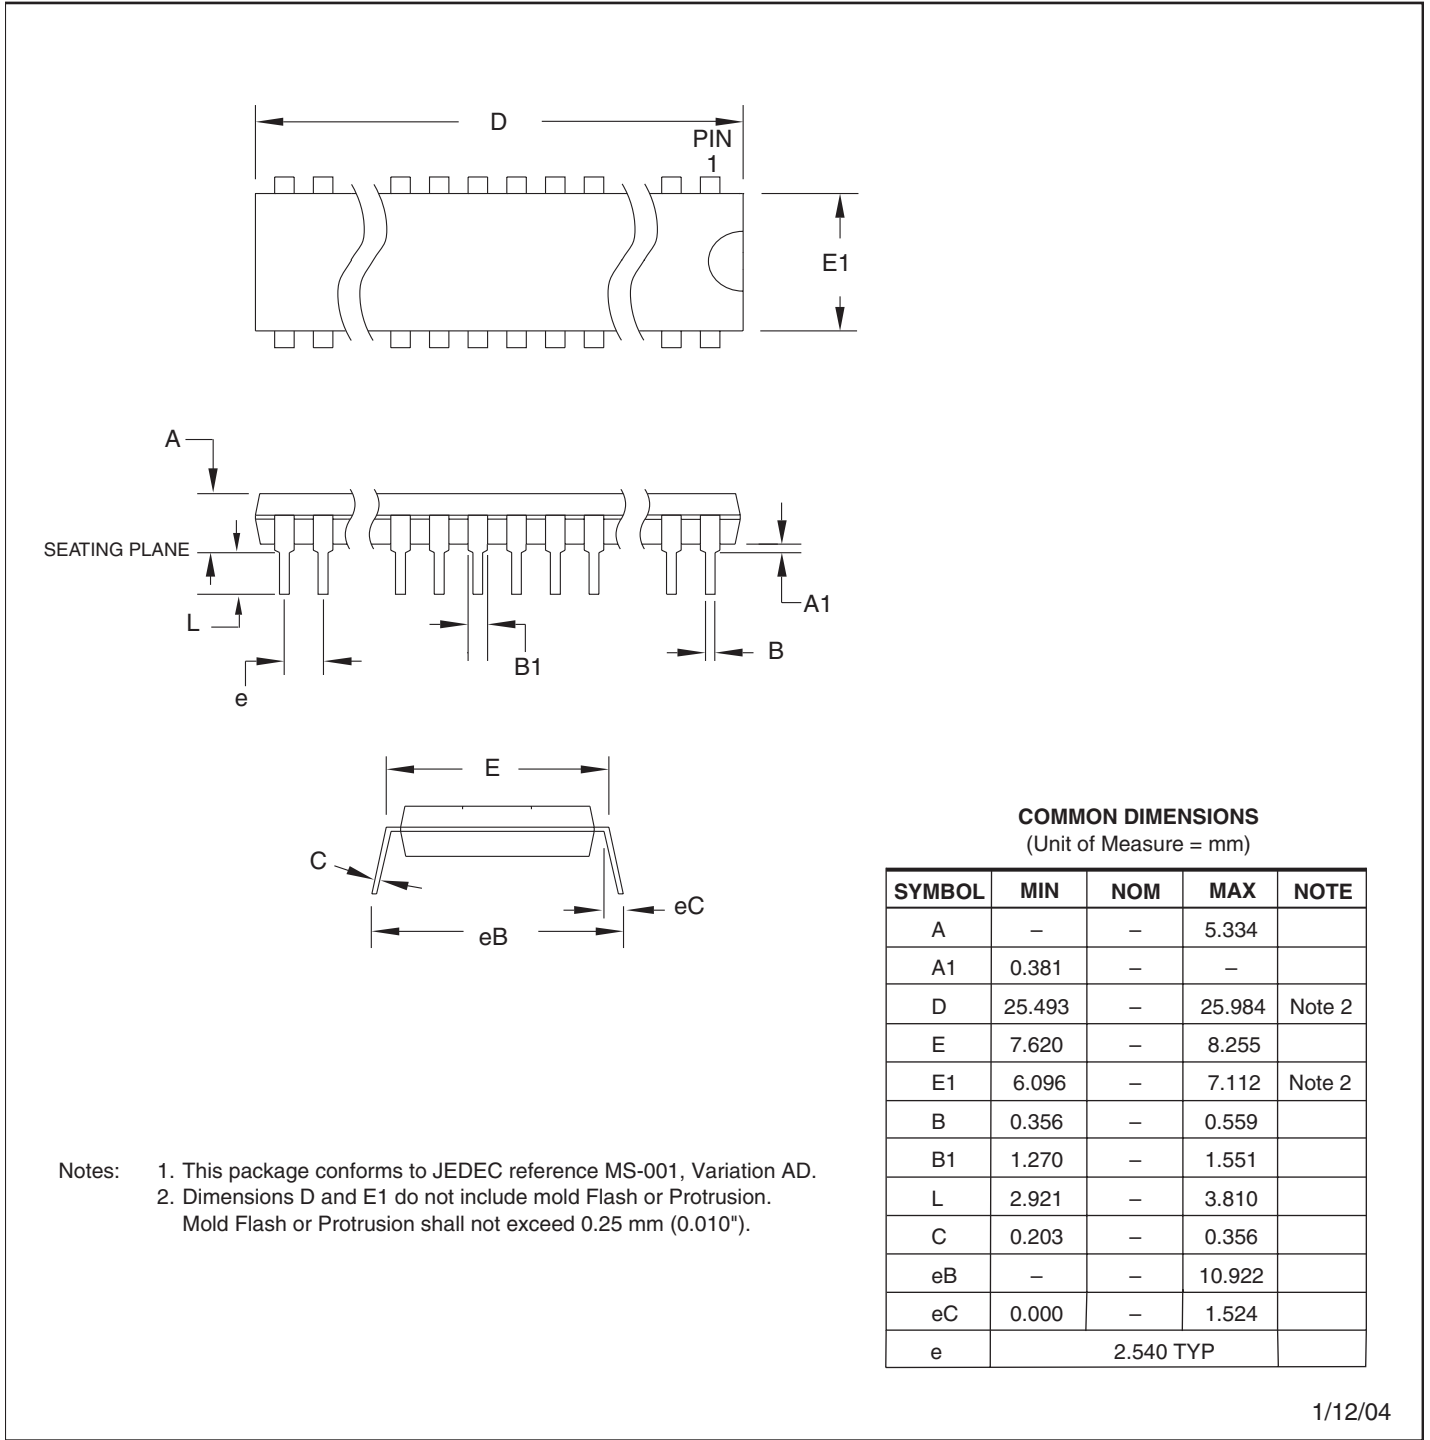 D
PIN
1
E1
A
SEATING PLANE
L
A1
B1
B
e
E
C
eC
eB
COMMON DIMENSIONS
(Unit of Measure = mm)
SYMBOL MIN NOM MAX NOTE
A – – 5.334
A1 0.381 – –
D 25.493 – 25.984 Note 2
E 7.620 – 8.255
E1 6.096 – 7.112 Note 2
B 0.356 – 0.559
B1 1.270 – 1.551
L 2.921 – 3.810
C 0.203 – 0.356
eB – – 10.922
eC 0.000 – 1.524
e 2.540 TYP
Notes: 1. This package conforms to JEDEC reference MS-001, Variation AD.
2. Dimensions D and E1 do not include mold Flash or Protrusion.
Mold Flash or Protrusion shall not exceed 0.25 mm (0.010").
1/12/04